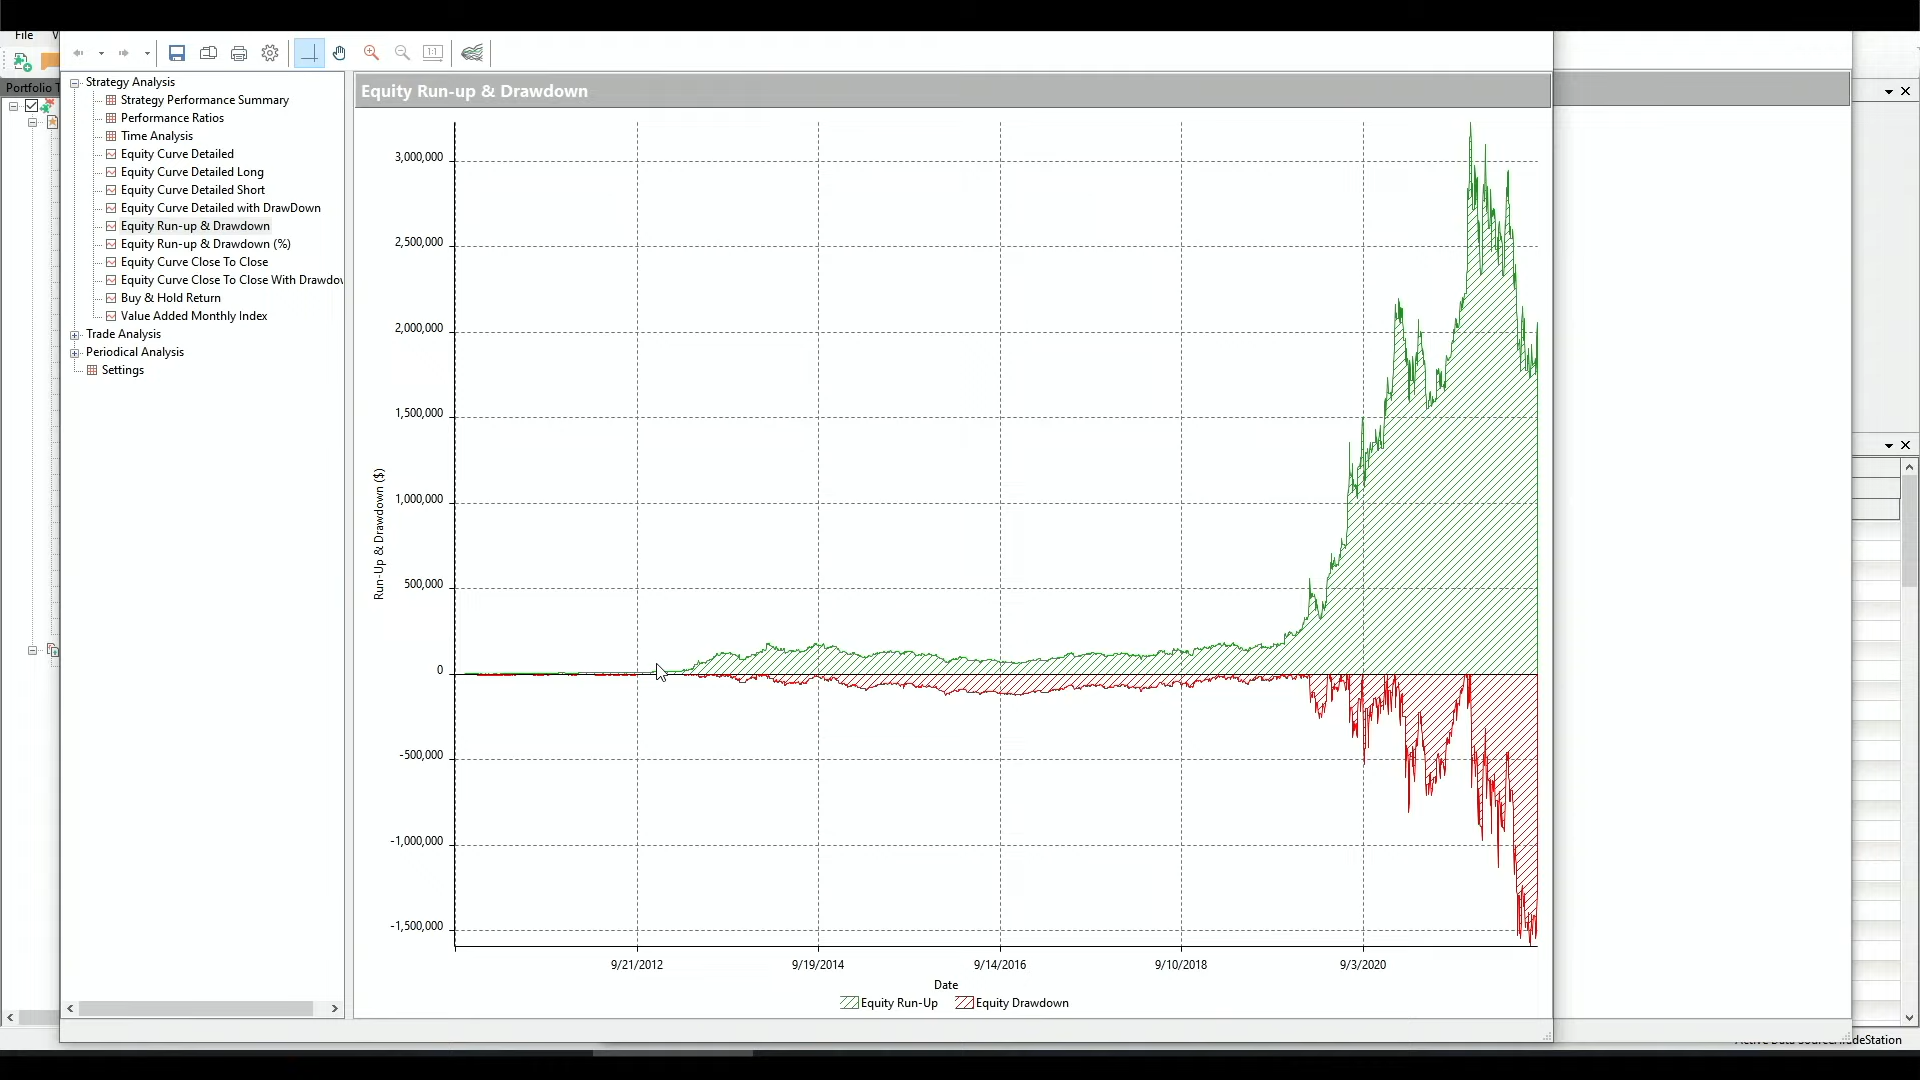 File
Portfolio
1:1
Strategy Analysis
Strategy Performance Summary
Performance Ratios
Time Analysis
Equity Curve Detailed
Equity Curve Detailed Long
Equity Curve Detailed Short
Equity Curve Detailed with DrawDown
Equity Run-up & Drawdown
Equity Run-up & Drawdown (%)
Equity Curve Close To Close
Equity Curve Close To Close With Drawdow
Buy & Hold Return
Value Added Monthly Index
Trade Analysis
Periodical Analysis
Settings
Equity Run-up & Drawdown
Run-Up & Drawdown ($)
3,000,000
2,500,000
2,000,000
1,500,000
1,000,000
500,000
0
-500,000
-1,000,000
-1,500,000
9/21/2012
9/19/2014
9/14/2016
9/10/2018
9/3/2020
Date
Equity Run-Up
Equity Drawdown